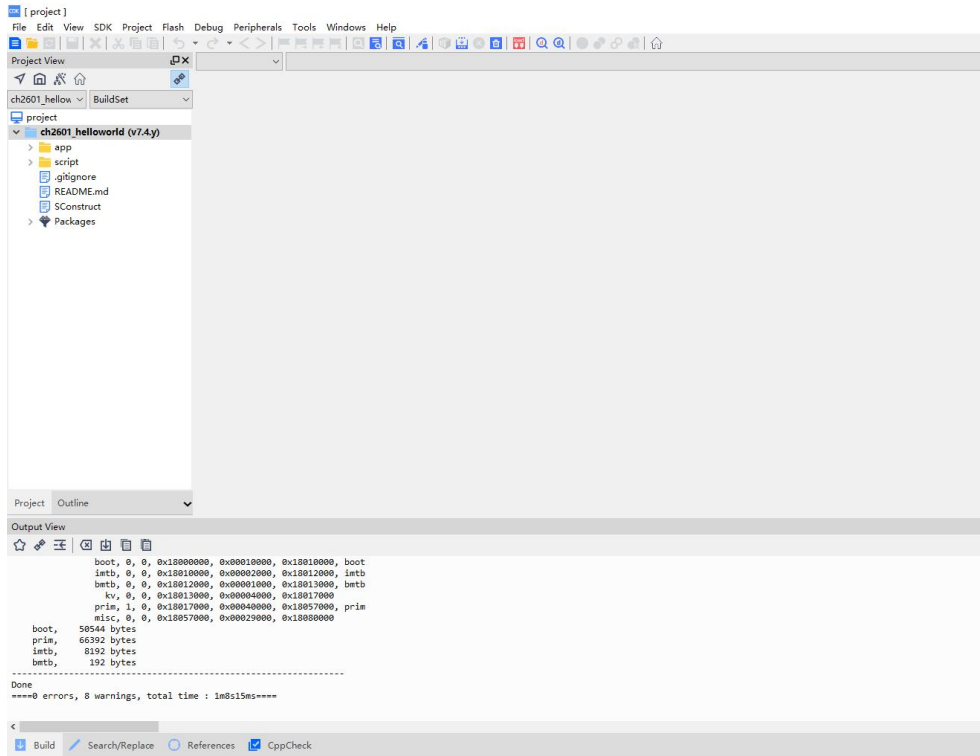 CDK [ project ]
File Edit View SDK Project Flash Debug Peripherals Tools Windows Help
Project View
ch2601_hellow BuildSet
project
ch2601_helloworld (v7.4.y)
app
script
.gitignore
README.md
SConstruct
Packages
Project Outline
Output View
boot, 0, 0, 0x18000000, 0x00010000, 0x18010000, boot
imtb, 0, 0, 0x18010000, 0x00002000, 0x18012000, imtb
bmtb, 0, 0, 0x18012000, 0x00001000, 0x18013000, bmtb
kv, 0, 0, 0x18013000, 0x00004000, 0x18017000
prim, 1, 0, 0x18017000, 0x00040000, 0x18057000, prim
misc, 0, 0, 0x18057000, 0x00029000, 0x18080000
boot, 50544 bytes
prim, 66392 bytes
imtb, 8192 bytes
bmtb, 192 bytes
---------------------------------------------------------------
Done
====0 errors, 8 warnings, total time : 1m8s15ms====
Build Search/Replace References CppCheck